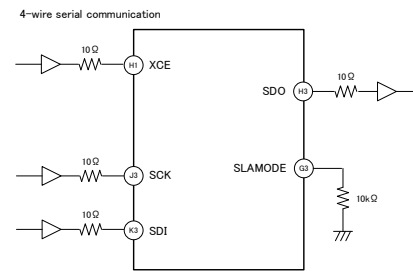 4-wire serial communication
10Ω
H1 XCE
SDO H3
10Ω
10Ω
J3 SCK
SLAMODE G3
10kΩ
10Ω
K3 SDI